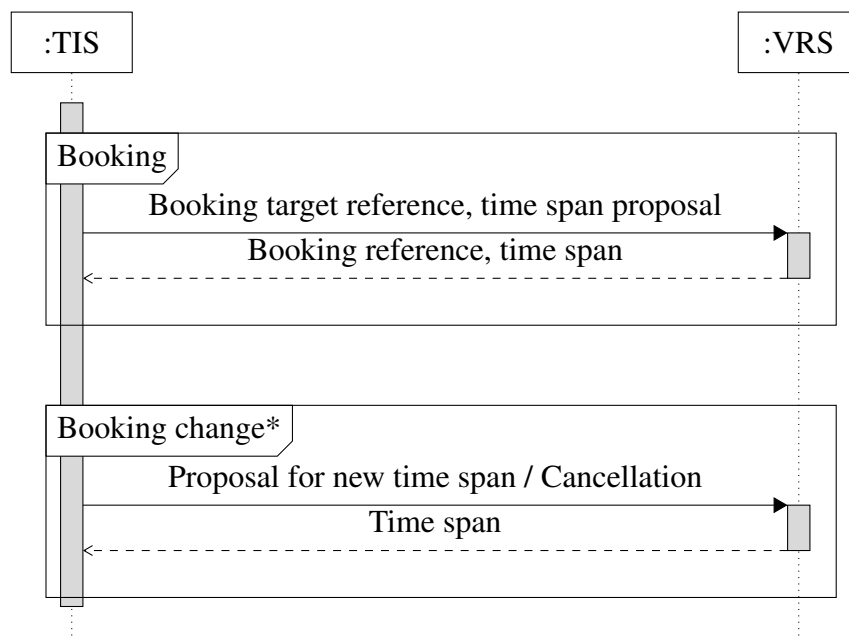 :TIS
:VRS
Booking
Booking target reference, time span proposal
Booking reference, time span
Booking change*
Proposal for new time span / Cancellation
Time span